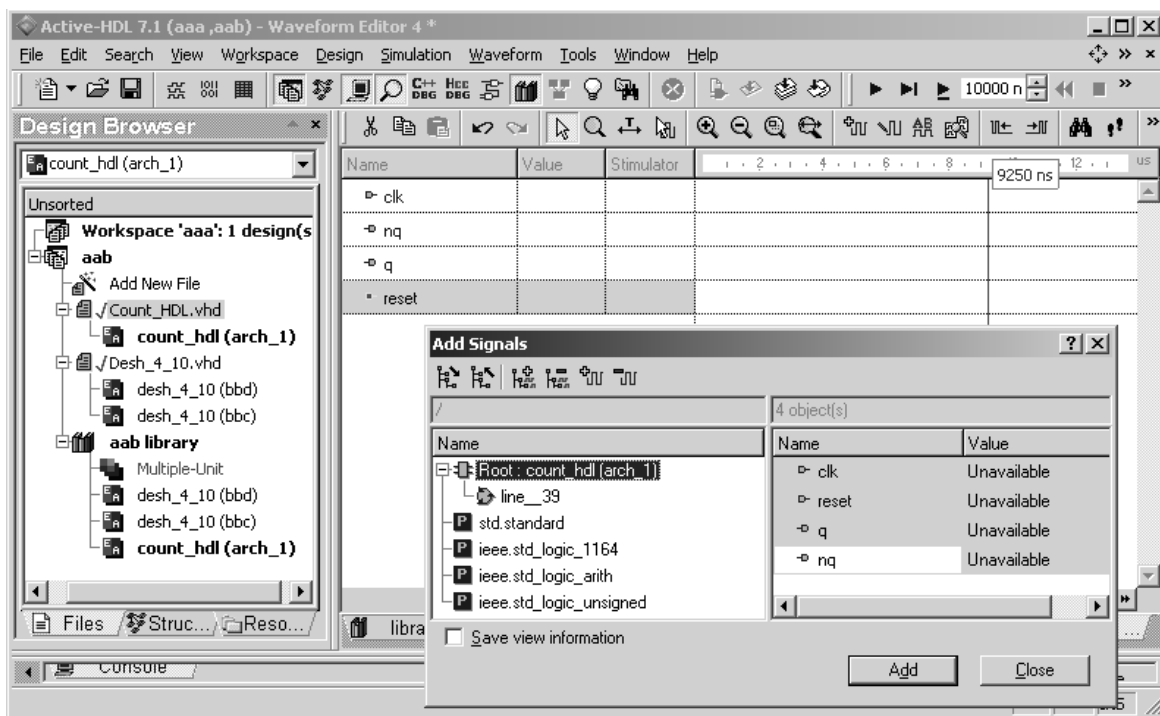 Active-HDL 7.1 (aaa ,aab) - Waveform Editor 4 *
File Edit Search View Workspace Design Simulation Waveform Tools Window Help
C++ DBG HEC DBG 10000 n
Design Browser
count_hdl (arch_1)
Name Value Stimulator 2 4 6 8 12 us
9250 ns
Unsorted
Workspace 'aaa': 1 design(s
aab
Add New File
Count_HDL.vhd
count_hdl (arch_1)
Desh_4_10.vhd
desh_4_10 (bbd)
desh_4_10 (bbc)
aab library
Multiple-Unit
desh_4_10 (bbd)
desh_4_10 (bbc)
count_hdl (arch_1)
Files Struc... Reso...
clk
nq
q
reset
libra
Add Signals
/ 4 object(s)
Name
Root : count_hdl (arch_1)
line__39
std.standard
ieee.std_logic_1164
ieee.std_logic_arith
ieee.std_logic_unsigned
Name Value
clk Unavailable
reset Unavailable
q Unavailable
nq Unavailable
Save view information
Add Close
Console